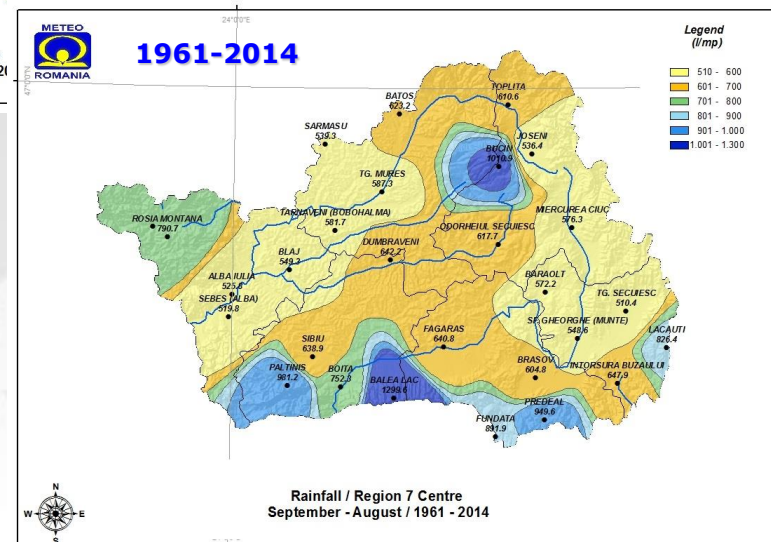 24°0'0"E
METEO
ROMANIA
1961-2014
Legend
(l/mp)
510 - 600
601 - 700
701 - 800
801 - 900
901 - 1.000
1.001 - 1.300
47°0'0"N
TOPLITA
610.6
BATOS
623.2
SARMASU
539.3
JOSENI
536.4
BUCIN
1010.9
TG. MURES
587.3
ROSIA MONTANA
790.7
TARNAVENI (BOBOHALMA)
581.7
MIERCUREA CIUC
576.3
ODORHEIUL SECUIESC
617.7
DUMBRAVENI
642.2
BLAJ
549.3
ALBA IULIA
525.8
SEBES (ALBA)
519.8
BARAOLT
572.2
TG. SECUIESC
510.4
SF. GHEORGHE (MUNTE)
548.6
LACAUTI
826.4
FAGARAS
640.8
SIBIU
638.9
PALTINIS
981.2
BOITA
752.3
BALEA LAC
1299.6
BRASOV
604.8
INTORSURA BUZAULUI
647.9
PREDEAL
949.6
FUNDATA
891.9
N
W
E
S
Rainfall / Region 7 Centre
September - August / 1961 - 2014